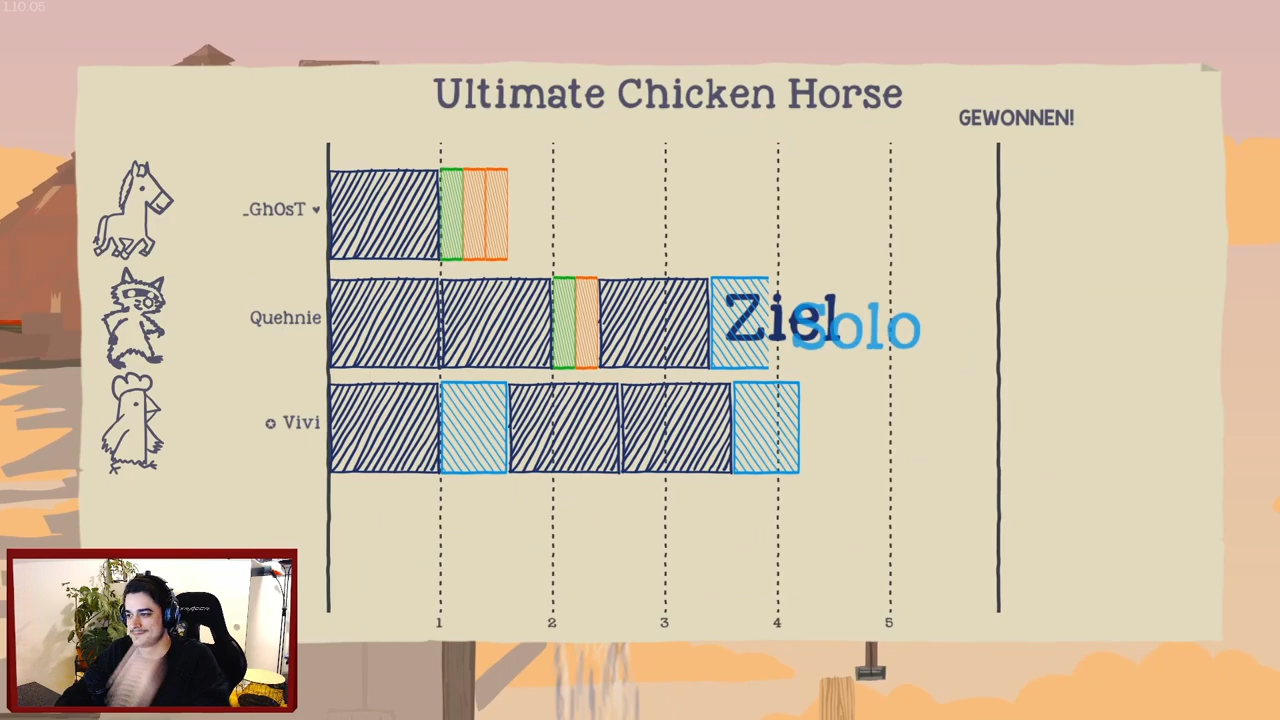 1.10.05
Ultimate Chicken Horse
GEWONNEN!
_GhOsT ♥
Quehnie
Ziel
Solo
✪ Vivi
1 2 3 4 5